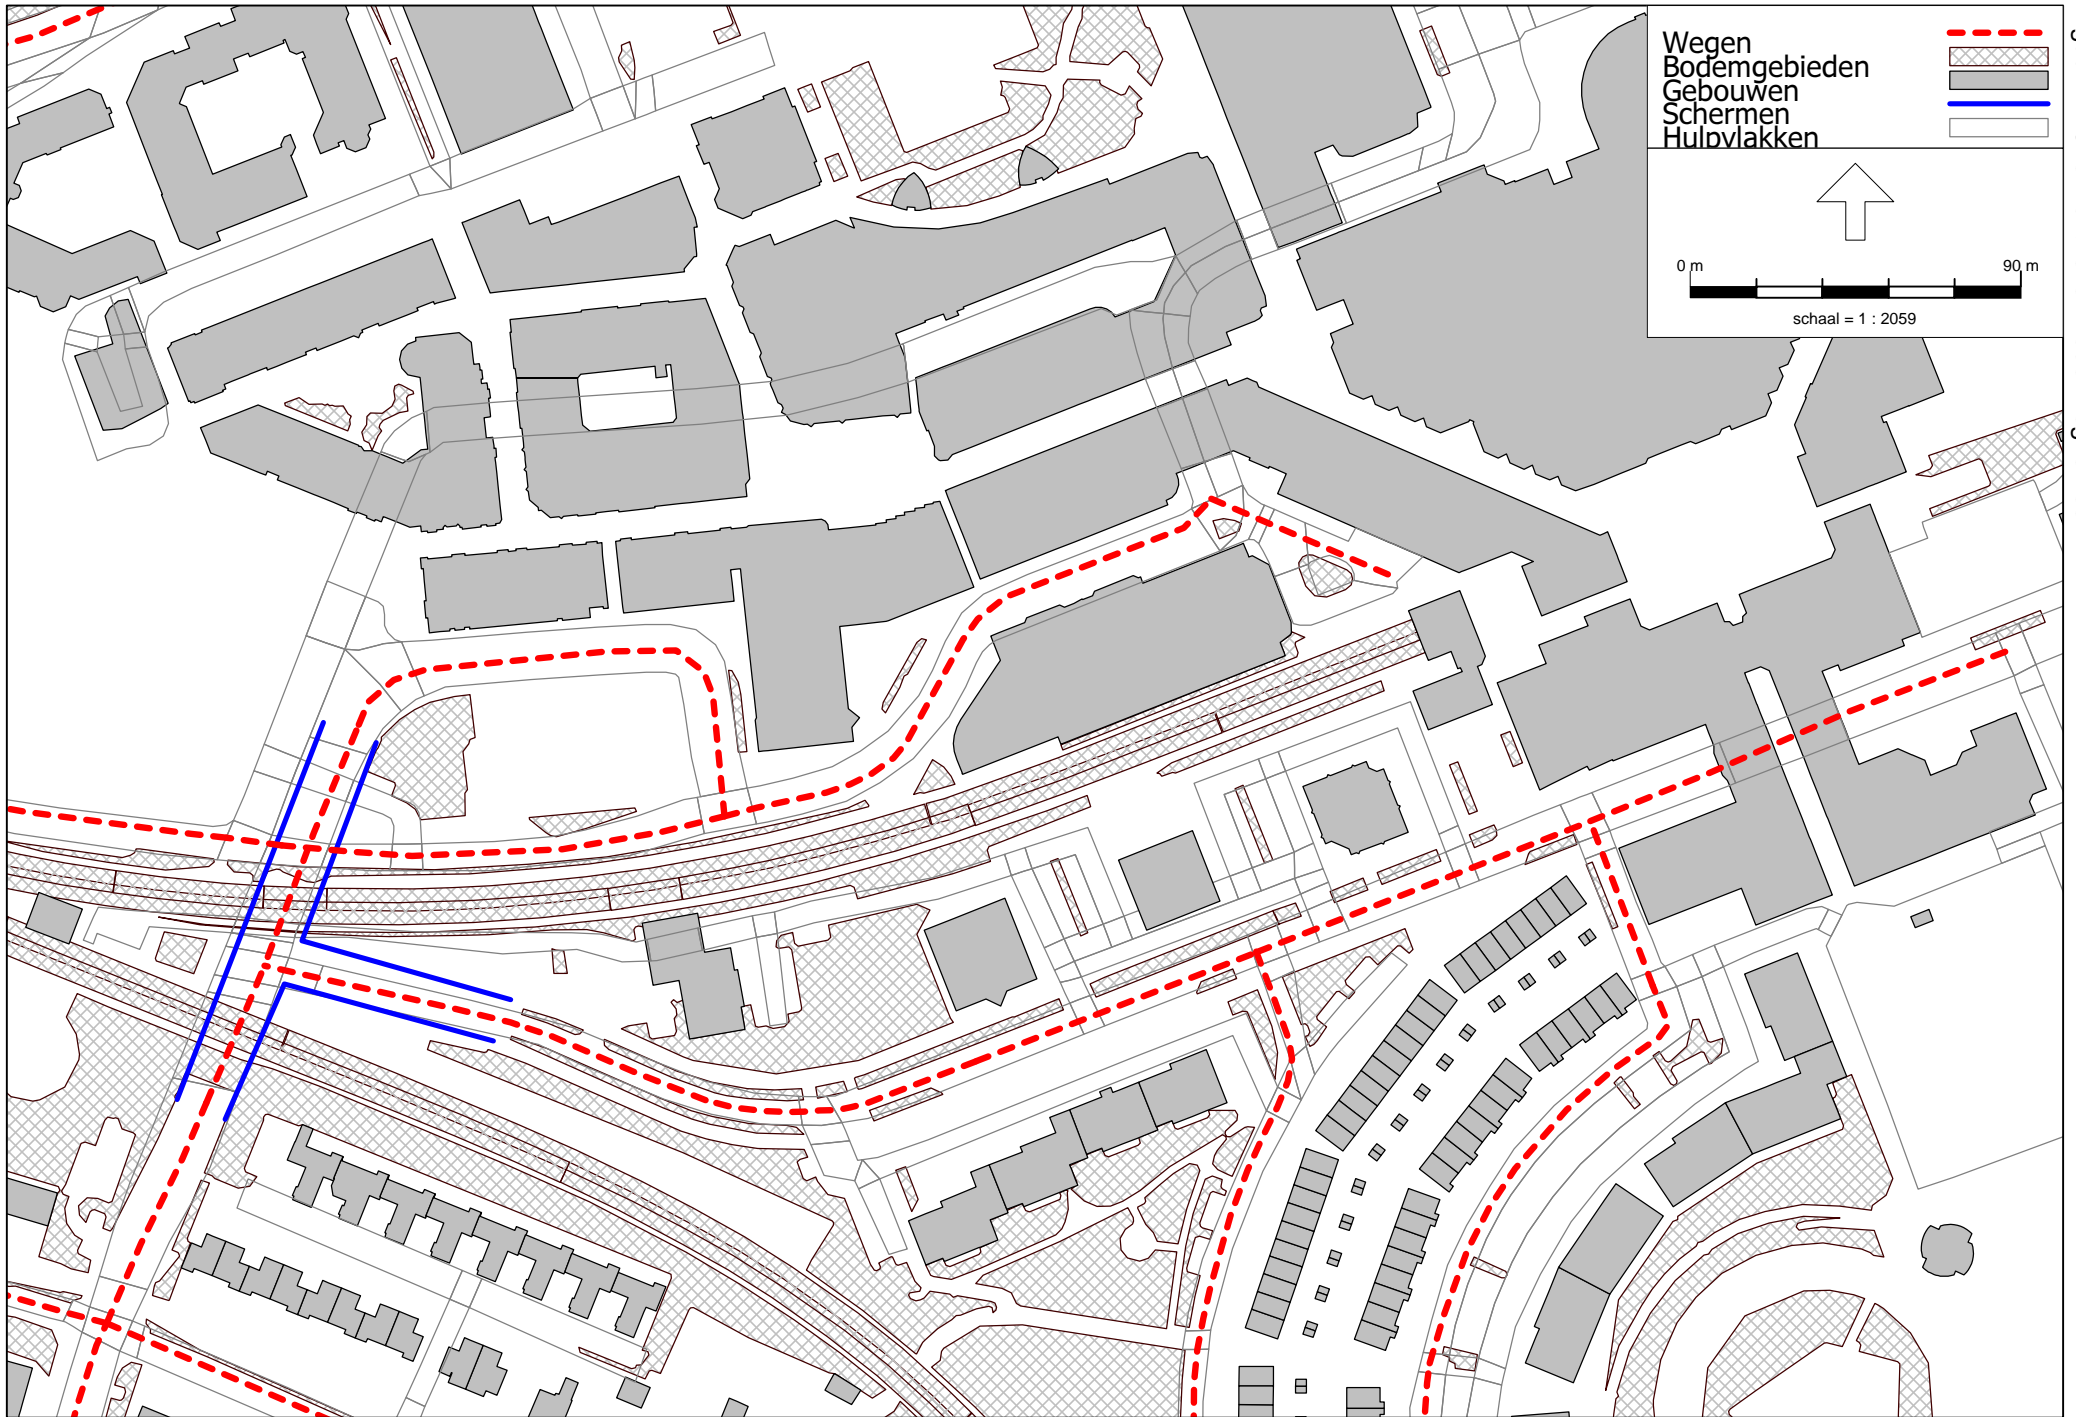 Wegen
Bodemgebieden
Gebouwen
Schermen
Hulpvlakken
0 m 90 m
schaal = 1 : 2059